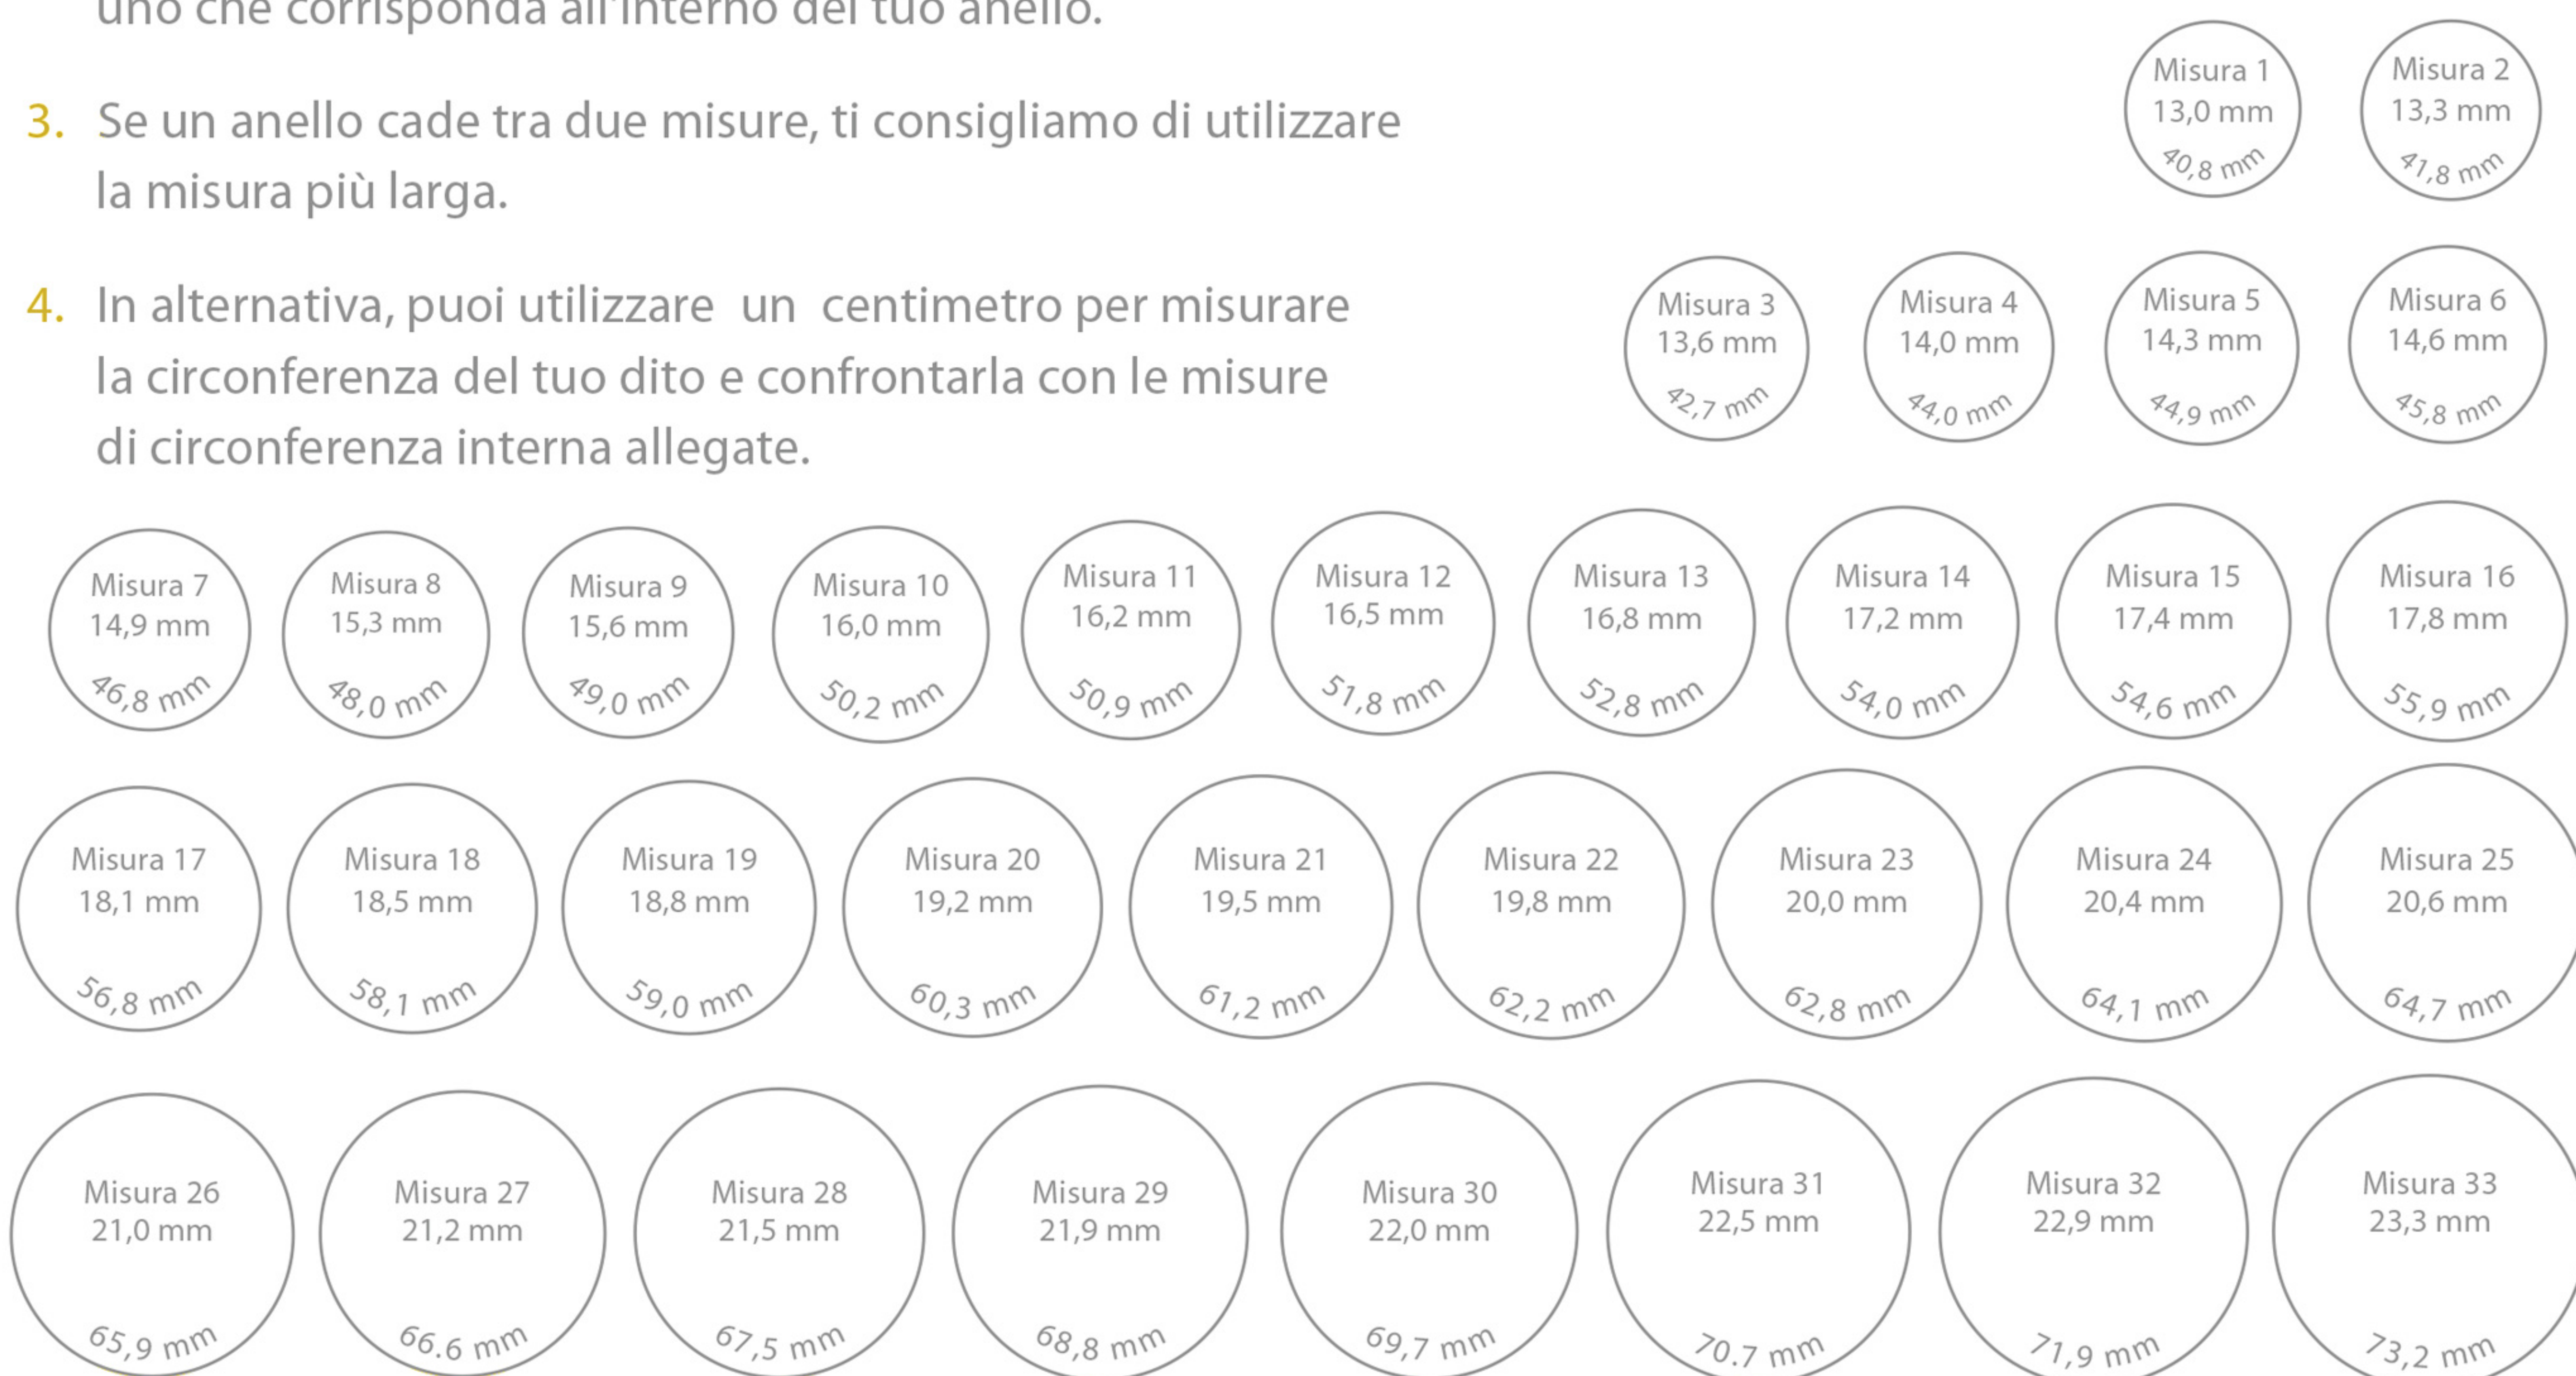 uno che corrisponda all'interno del tuo anello.
3. Se un anello cade tra due misure, ti consigliamo di utilizzare
la misura più larga.
4. In alternativa, puoi utilizzare un centimetro per misurare
la circonferenza del tuo dito e confrontarla con le misure
di circonferenza interna allegate.
Misura 1
13,0 mm
40,8 mm
Misura 2
13,3 mm
41,8 mm
Misura 3
13,6 mm
42,7 mm
Misura 4
14,0 mm
44,0 mm
Misura 5
14,3 mm
44,9 mm
Misura 6
14,6 mm
45,8 mm
Misura 7
14,9 mm
46,8 mm
Misura 8
15,3 mm
48,0 mm
Misura 9
15,6 mm
49,0 mm
Misura 10
16,0 mm
50,2 mm
Misura 11
16,2 mm
50,9 mm
Misura 12
16,5 mm
51,8 mm
Misura 13
16,8 mm
52,8 mm
Misura 14
17,2 mm
54,0 mm
Misura 15
17,4 mm
54,6 mm
Misura 16
17,8 mm
55,9 mm
Misura 17
18,1 mm
56,8 mm
Misura 18
18,5 mm
58,1 mm
Misura 19
18,8 mm
59,0 mm
Misura 20
19,2 mm
60,3 mm
Misura 21
19,5 mm
61,2 mm
Misura 22
19,8 mm
62,2 mm
Misura 23
20,0 mm
62,8 mm
Misura 24
20,4 mm
64,1 mm
Misura 25
20,6 mm
64,7 mm
Misura 26
21,0 mm
65,9 mm
Misura 27
21,2 mm
66.6 mm
Misura 28
21,5 mm
67,5 mm
Misura 29
21,9 mm
68,8 mm
Misura 30
22,0 mm
69,7 mm
Misura 31
22,5 mm
70.7 mm
Misura 32
22,9 mm
71,9 mm
Misura 33
23,3 mm
73,2 mm